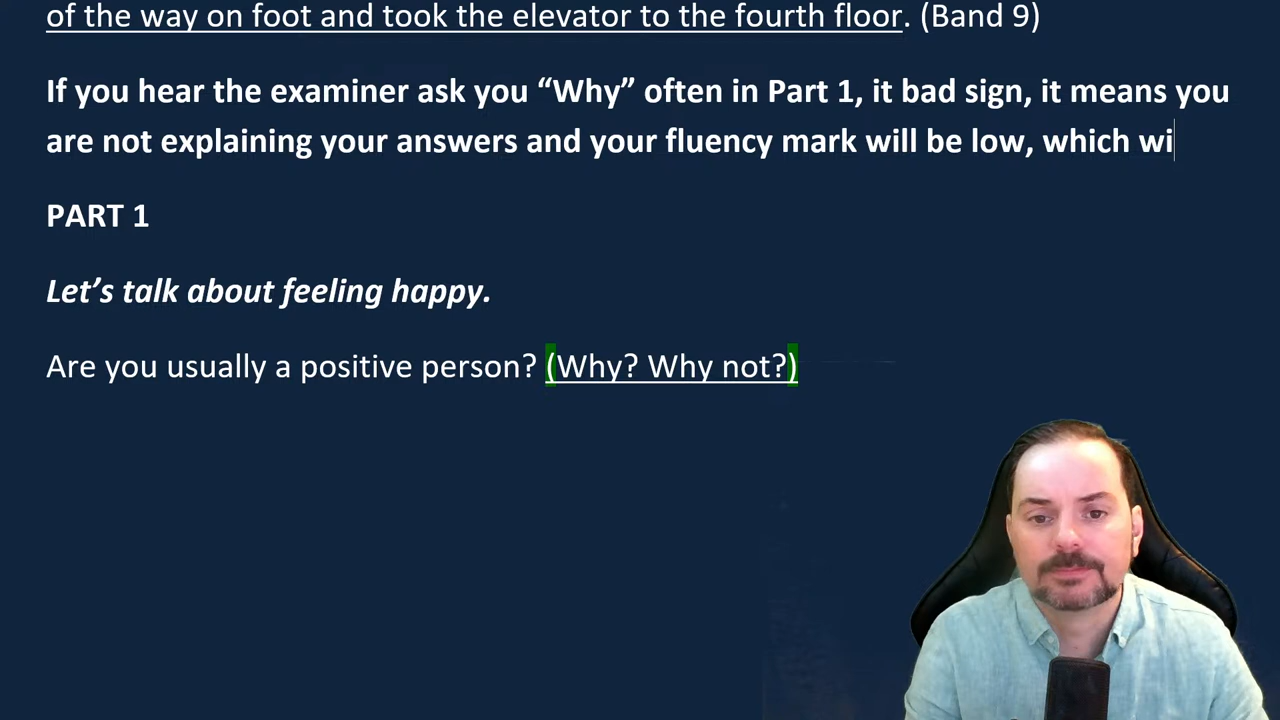 of the way on foot and took the elevator to the fourth floor. (Band 9)
If you hear the examiner ask you “Why” often in Part 1, it bad sign, it means you
are not explaining your answers and your fluency mark will be low, which wi
PART 1
Let’s talk about feeling happy.
Are you usually a positive person? (Why? Why not?)